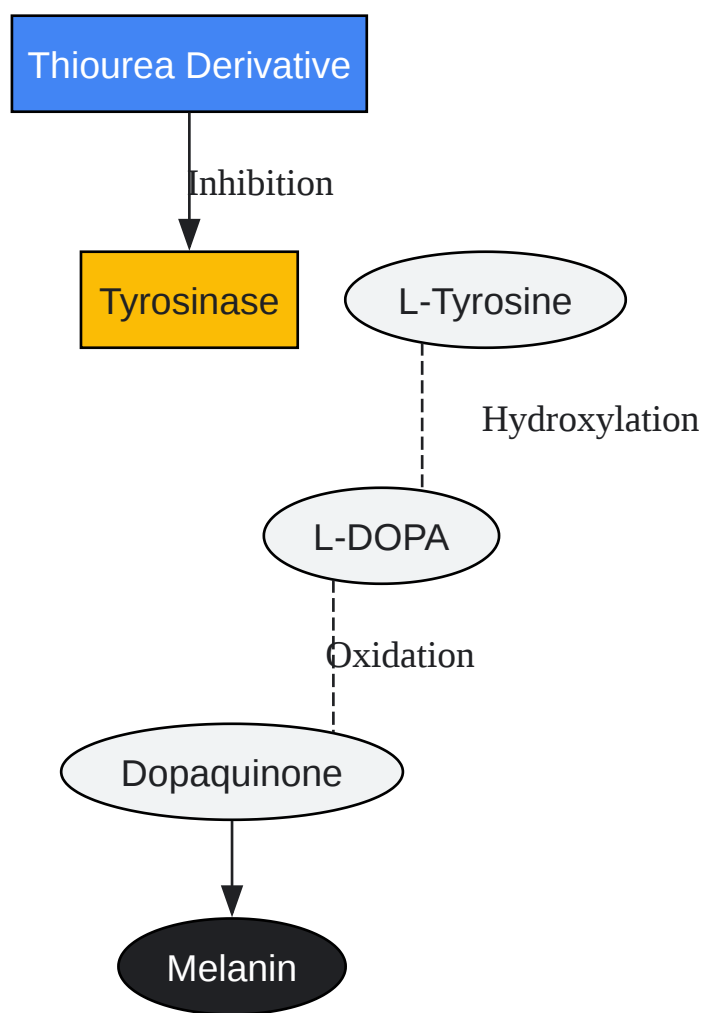 Thiourea Derivative
Inhibition
Tyrosinase
L-Tyrosine
Hydroxylation
L-DOPA
Oxidation
Dopaquinone
Melanin